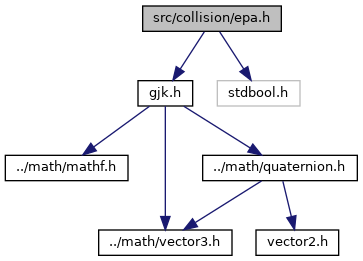 src/collision/epa.h
gjk.h
stdbool.h
../math/mathf.h
../math/quaternion.h
../math/vector3.h
vector2.h